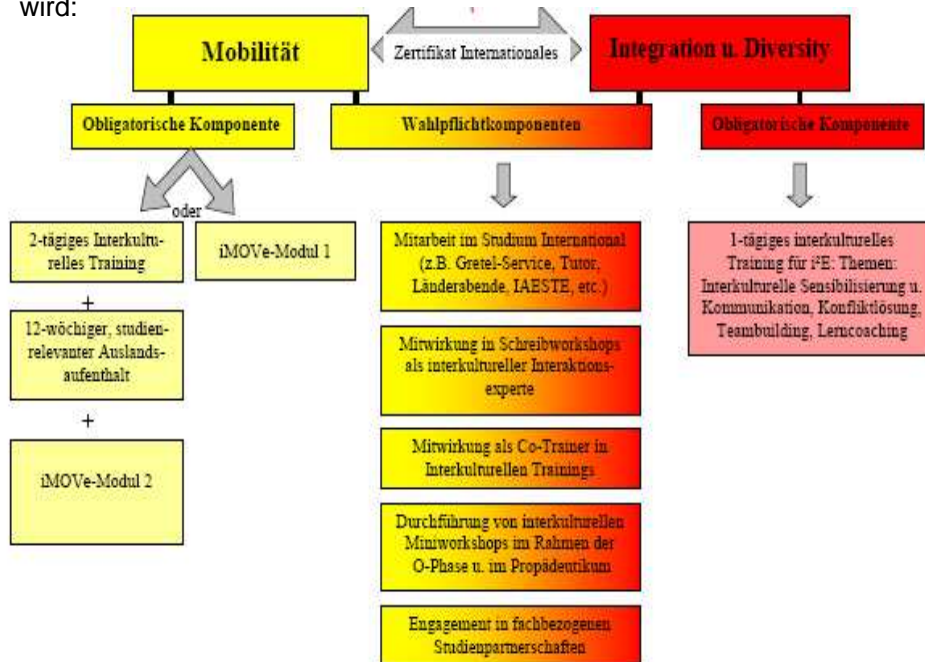 wird:
Mobilität
Zertifikat Internationales
Integration u. Diversity
Obligatorische Komponente
Wahlpflichtkomponenten
Obligatorische Komponente
oder
2-tägiges Interkultu-
relles Training
+
12-wöchiger, studien-
relevanter Auslands-
aufenthalt
+
iMOVe-Modul 2
iMOVe-Modul 1
Mitarbeit im Studium International
(z.B. Gretel-Service, Tutor,
Länderabende, IAESTE, etc.)
Mitwirkung in Schreibworkshops
als interkultureller Interaktions-
experte
Mitwirkung als Co-Trainer in
Interkulturellen Trainings
Durchführung von interkulturellen
Miniworkshops im Rahmen der
O-Phase u. im Propädeutikum
Engagement in fachbezogenen
Studienpartnerschaften
1-tägiges interkulturelles
Training für i²E: Themen:
Interkulturelle Sensibilisierung u.
Kommunikation, Konfliktlösung,
Teambuilding, Lerncoaching